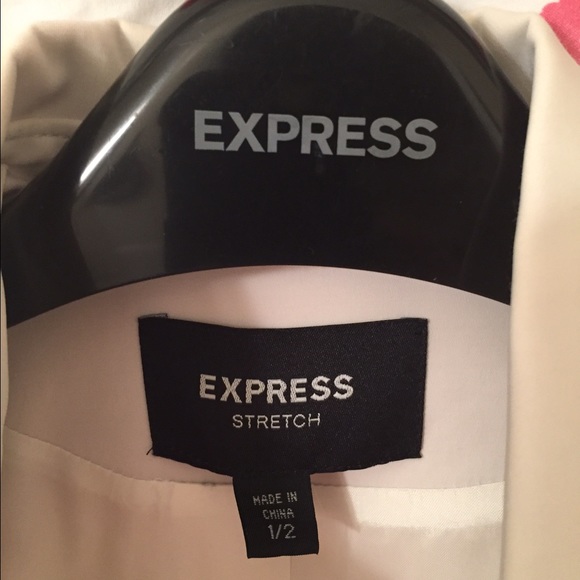 EXPRESS
EXPRESS
STRETCH
MADE IN
CHINA
1/2